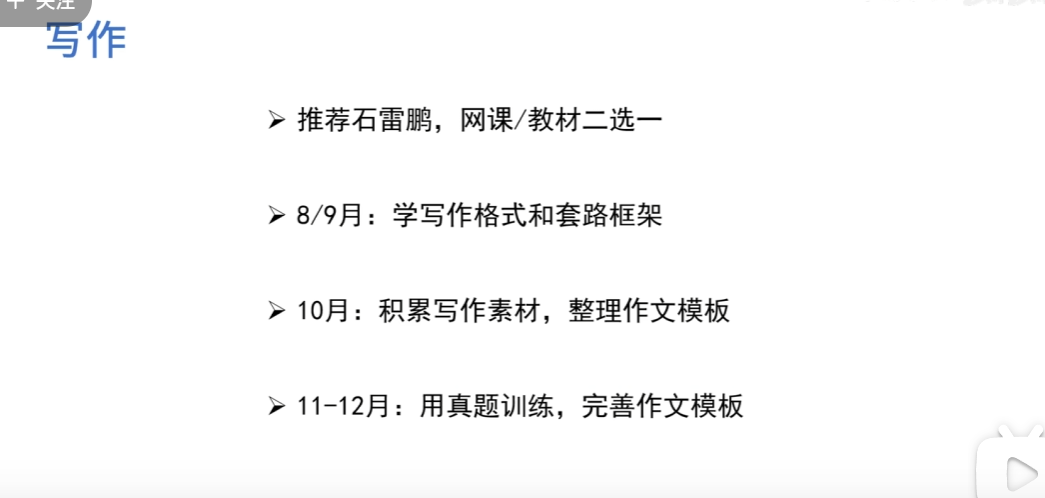 + 关注
写作
➢ 推荐石雷鹏，网课/教材二选一
➢ 8/9月：学写作格式和套路框架
➢ 10月：积累写作素材，整理作文模板
➢ 11-12月：用真题训练，完善作文模板